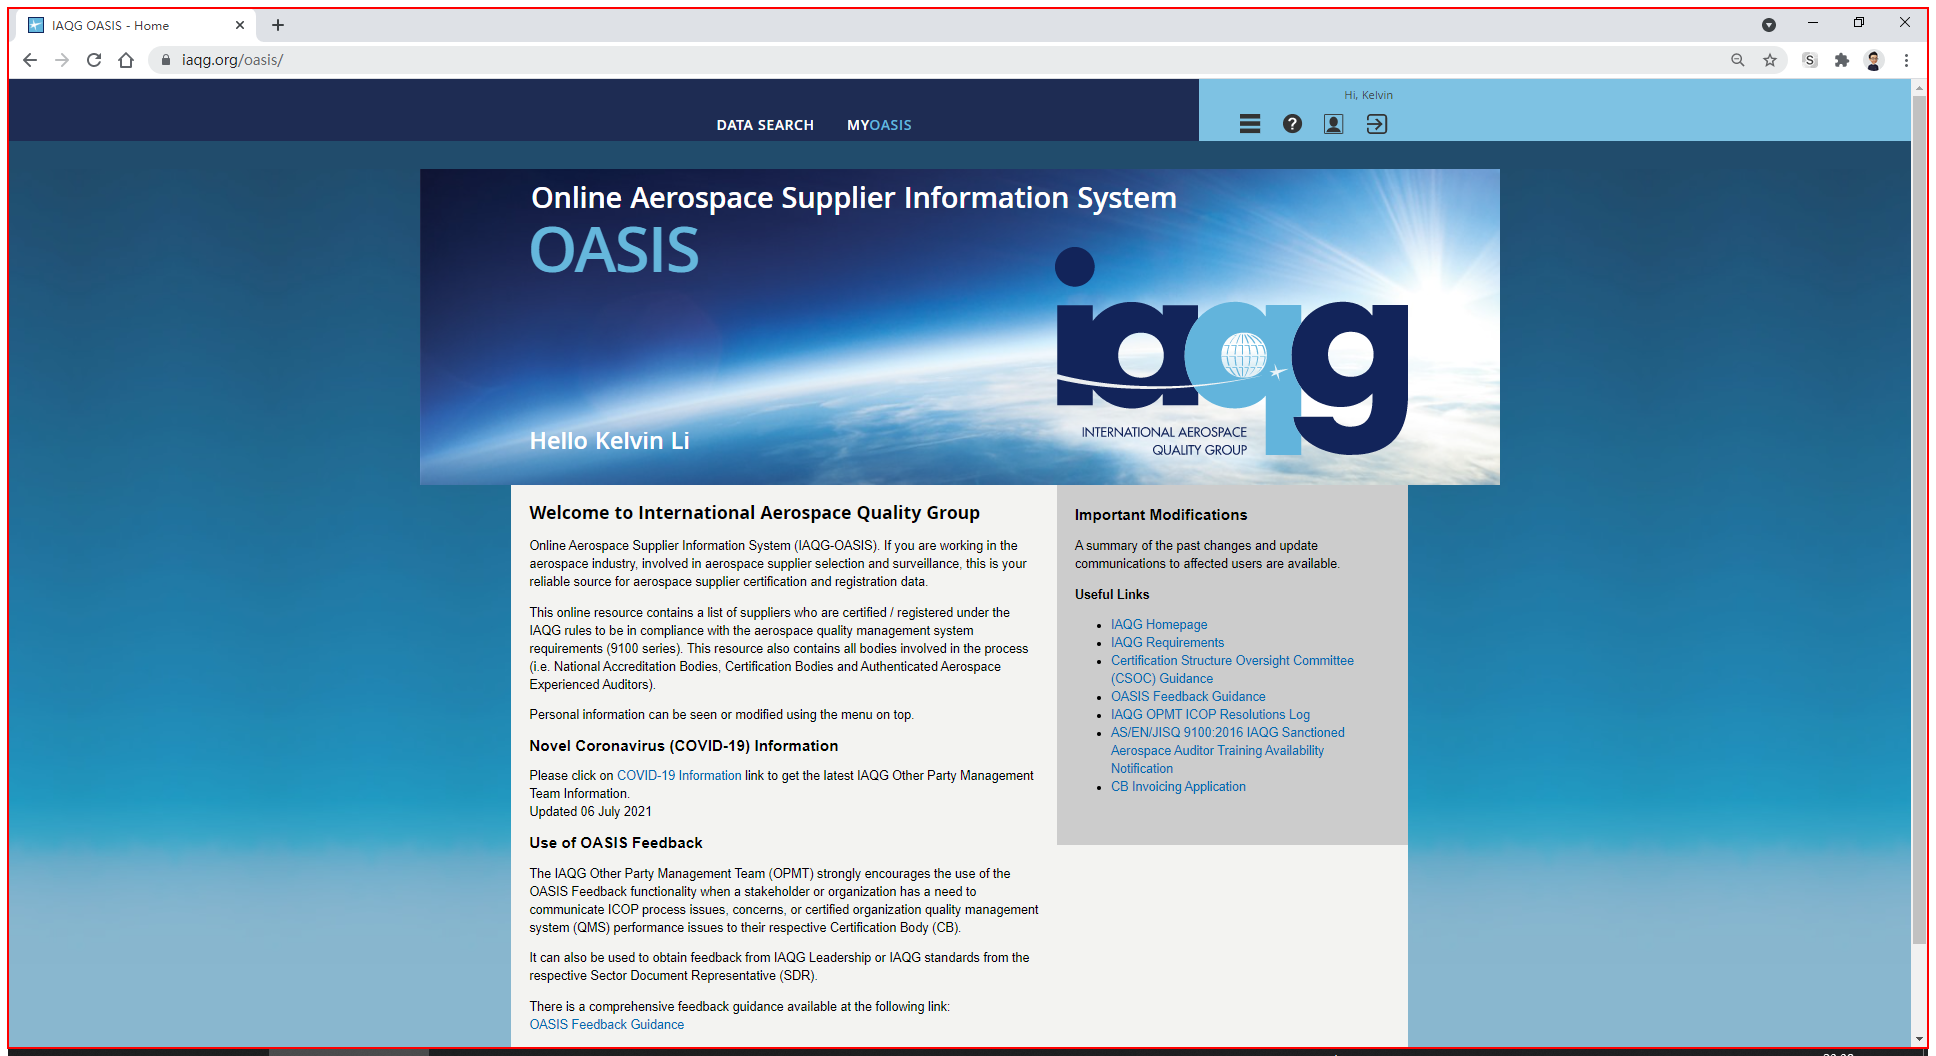 IAQG OASIS - Home
iaqg.org/oasis/
S
Hi, Kelvin
DATA SEARCH MYOASIS
?
Online Aerospace Supplier Information System
OASIS
iaqg
INTERNATIONAL AEROSPACE
QUALITY GROUP
Hello Kelvin Li
Welcome to International Aerospace Quality Group
Online Aerospace Supplier Information System (IAQG-OASIS). If you are working in the
aerospace industry, involved in aerospace supplier selection and surveillance, this is your
reliable source for aerospace supplier certification and registration data.
This online resource contains a list of suppliers who are certified / registered under the
IAQG rules to be in compliance with the aerospace quality management system
requirements (9100 series). This resource also contains all bodies involved in the process
(i.e. National Accreditation Bodies, Certification Bodies and Authenticated Aerospace
Experienced Auditors).
Personal information can be seen or modified using the menu on top.
Novel Coronavirus (COVID-19) Information
Please click on COVID-19 Information link to get the latest IAQG Other Party Management
Team Information.
Updated 06 July 2021
Use of OASIS Feedback
The IAQG Other Party Management Team (OPMT) strongly encourages the use of the
OASIS Feedback functionality when a stakeholder or organization has a need to
communicate ICOP process issues, concerns, or certified organization quality management
system (QMS) performance issues to their respective Certification Body (CB).
It can also be used to obtain feedback from IAQG Leadership or IAQG standards from the
respective Sector Document Representative (SDR).
There is a comprehensive feedback guidance available at the following link:
OASIS Feedback Guidance
Important Modifications
A summary of the past changes and update
communications to affected users are available.
Useful Links
IAQG Homepage
IAQG Requirements
Certification Structure Oversight Committee
(CSOC) Guidance
OASIS Feedback Guidance
IAQG OPMT ICOP Resolutions Log
AS/EN/JISQ 9100:2016 IAQG Sanctioned
Aerospace Auditor Training Availability
Notification
CB Invoicing Application